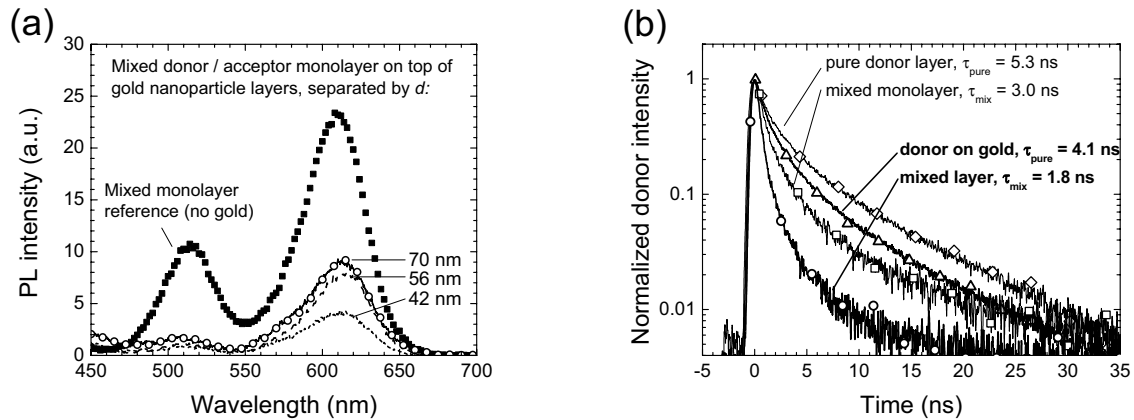 (a)
30
25
20
15
10
5
0
PL intensity (a.u.)
Mixed donor / acceptor monolayer on top of
gold nanoparticle layers, separated by d:
Mixed monolayer
reference (no gold)
70 nm
56 nm
42 nm
450 500 550 600 650 700
Wavelength (nm)
(b)
1
0.1
0.01
Normalized donor intensity
pure donor layer, τpure = 5.3 ns
mixed monolayer, τmix = 3.0 ns
donor on gold, τpure = 4.1 ns
mixed layer, τmix = 1.8 ns
-5 0 5 10 15 20 25 30 35
Time (ns)